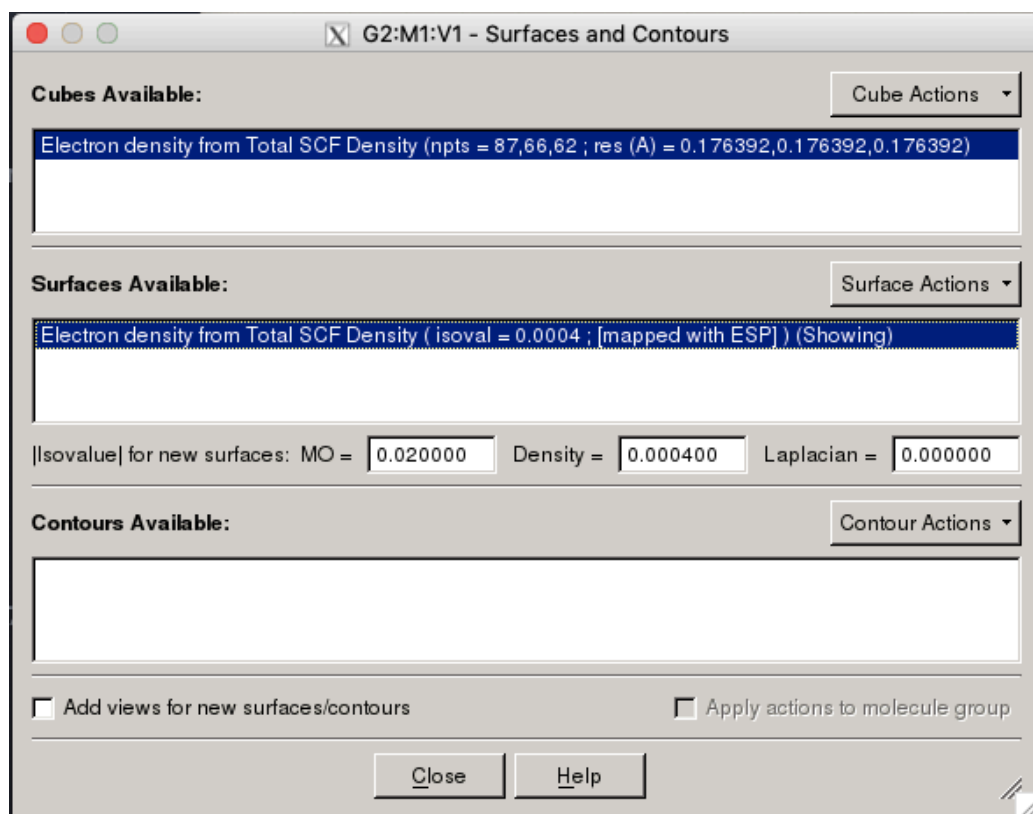 G2:M1:V1 - Surfaces and Contours
Cubes Available:
Cube Actions
Electron density from Total SCF Density (npts = 87,66,62 ; res (A) = 0.176392,0.176392,0.176392)
Surfaces Available:
Surface Actions
Electron density from Total SCF Density ( isoval = 0.0004 ; [mapped with ESP] ) (Showing)
|Isovalue| for new surfaces: MO = 0.020000 Density = 0.000400 Laplacian = 0.000000
Contours Available:
Contour Actions
Add views for new surfaces/contours
Apply actions to molecule group
Close
Help